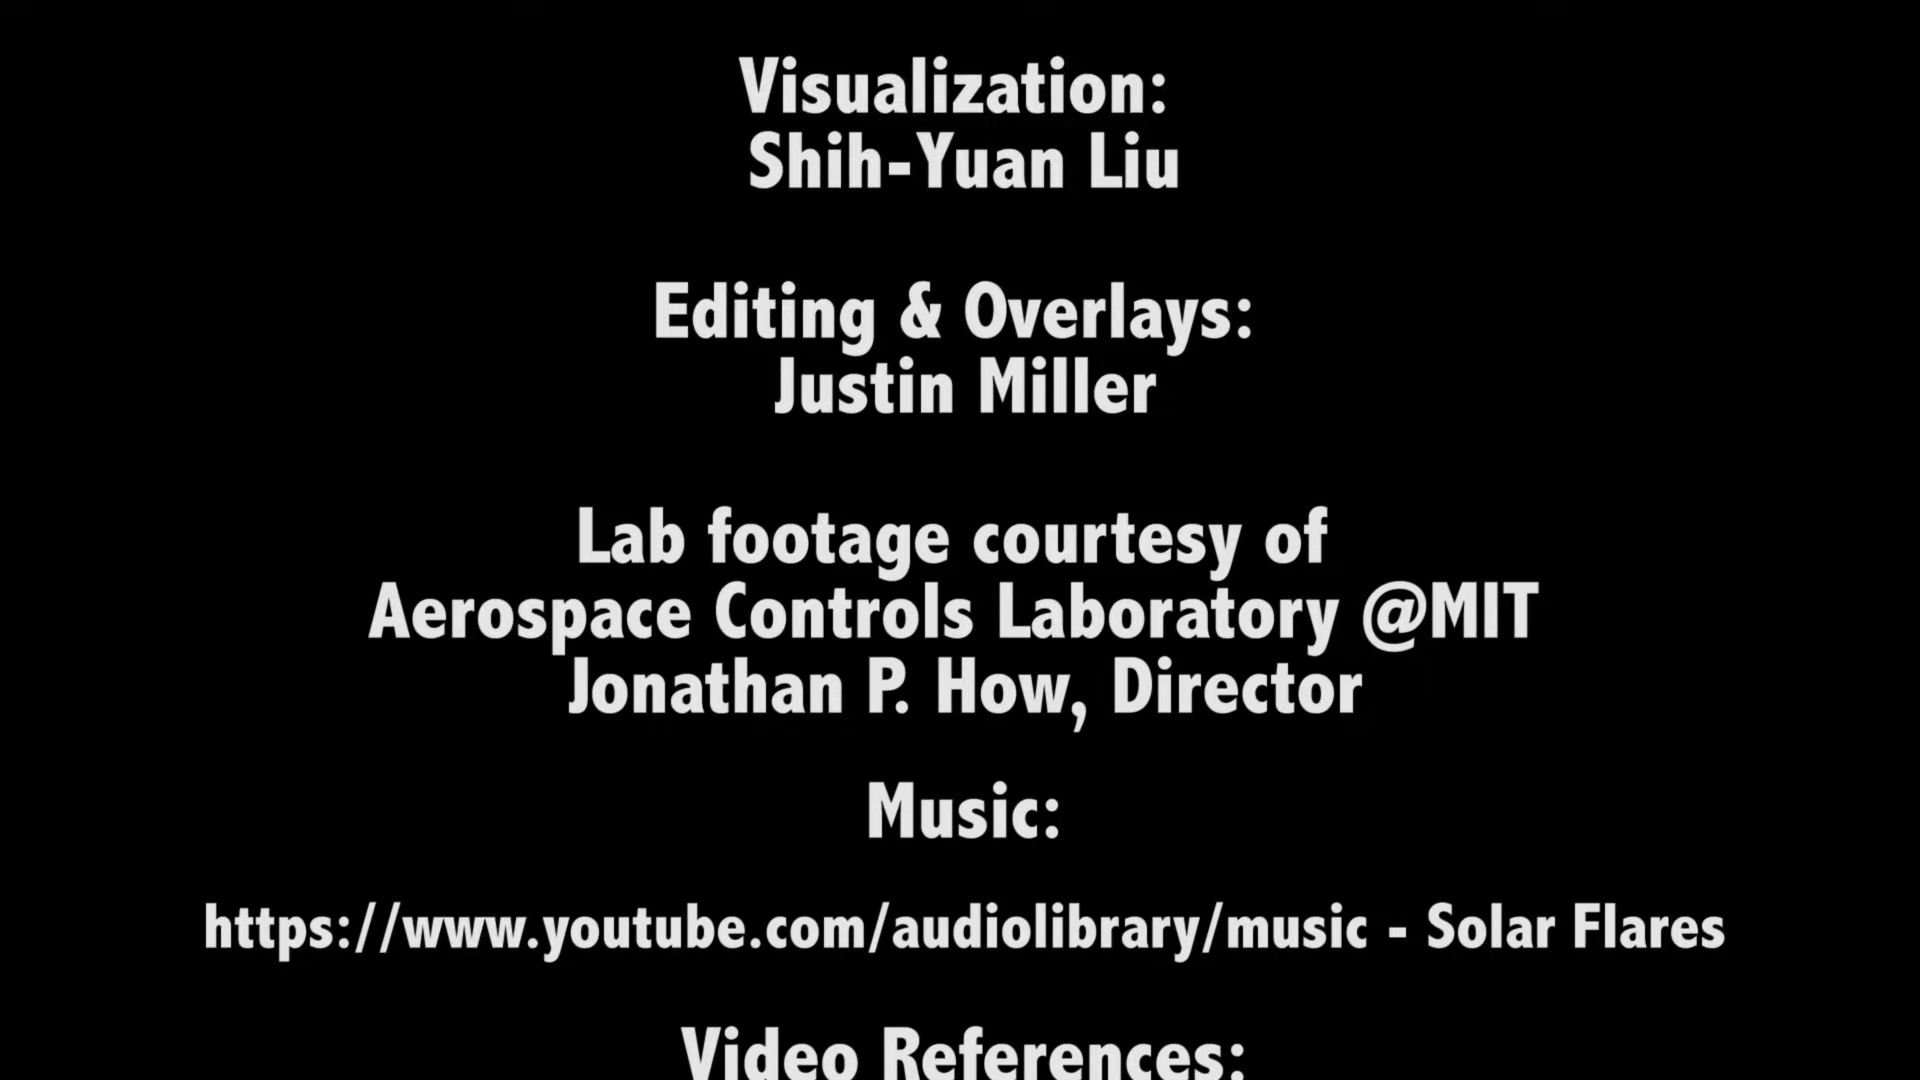 Visualization:
Shih-Yuan Liu
Editing & Overlays:
Justin Miller
Lab footage courtesy of
Aerospace Controls Laboratory @MIT
Jonathan P. How, Director
Music:
https://www.youtube.com/audiolibrary/music - Solar Flares
Video References: